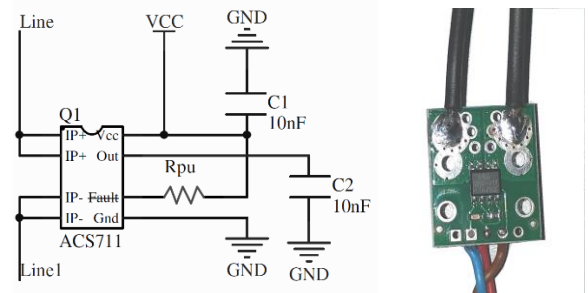 Line
VCC
GND
Q1
C1
10nF
IP+ Vcc
IP+ Out
Rpu
IP- Fault
IP- Gnd
C2
10nF
ACS711
Line1
GND
GND